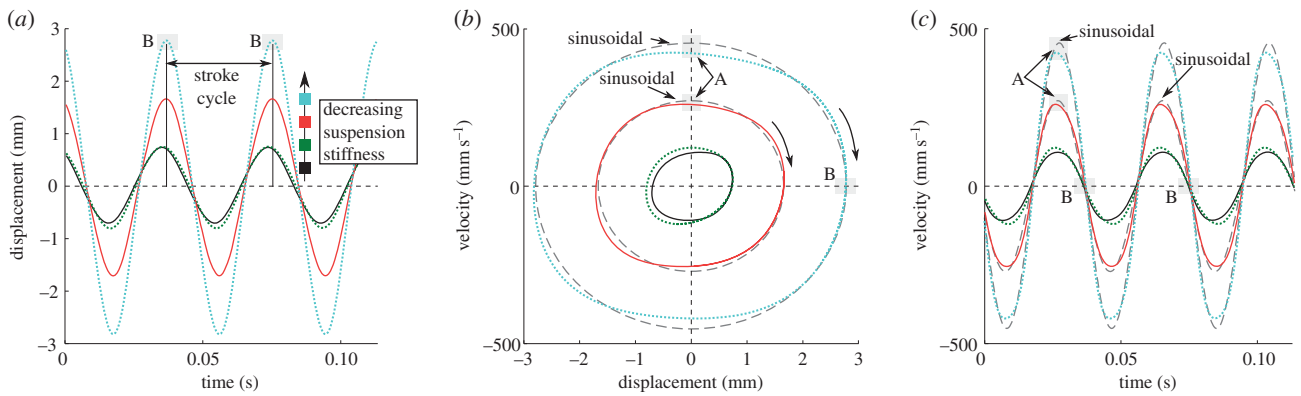 (a)
displacement (mm)
3
2
1
0
−1
−2
−3
0
0.05
0.10
time (s)
B
B
stroke
cycle
decreasing
suspension
stiffness
(b)
velocity (mm s−1)
500
0
−500
−3
−2
−1
0
1
2
3
displacement (mm)
sinusoidal
sinusoidal
A
B
(c)
velocity (mm s−1)
500
0
−500
0
0.05
0.10
time (s)
sinusoidal
A
sinusoidal
B
B